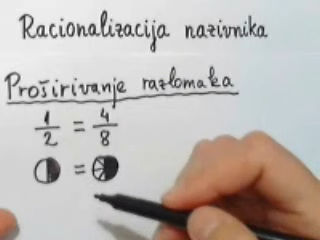 Racionalizacija nazivnika
Proširivanje razlomaka
1/2 = 4/8
=